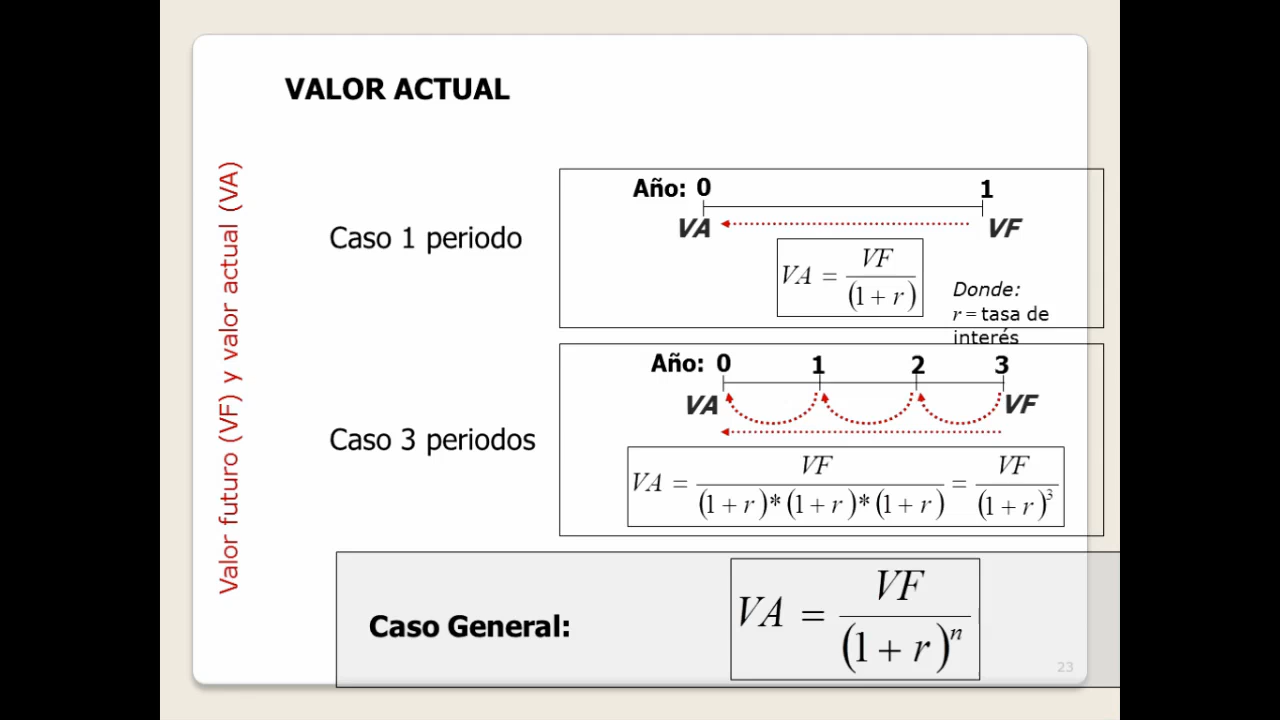 VALOR ACTUAL
Valor futuro (VF) y valor actual (VA)
Caso 1 periodo
Año: 0 1
VA VF
VA = VF / (1 + r)
Donde:
r = tasa de
interés
Caso 3 periodos
Año: 0 1 2 3
VA VF
VA = VF / (1 + r)*(1 + r)*(1 + r) = VF / (1 + r)^3
Caso General:
VA = VF / (1 + r)^n
23